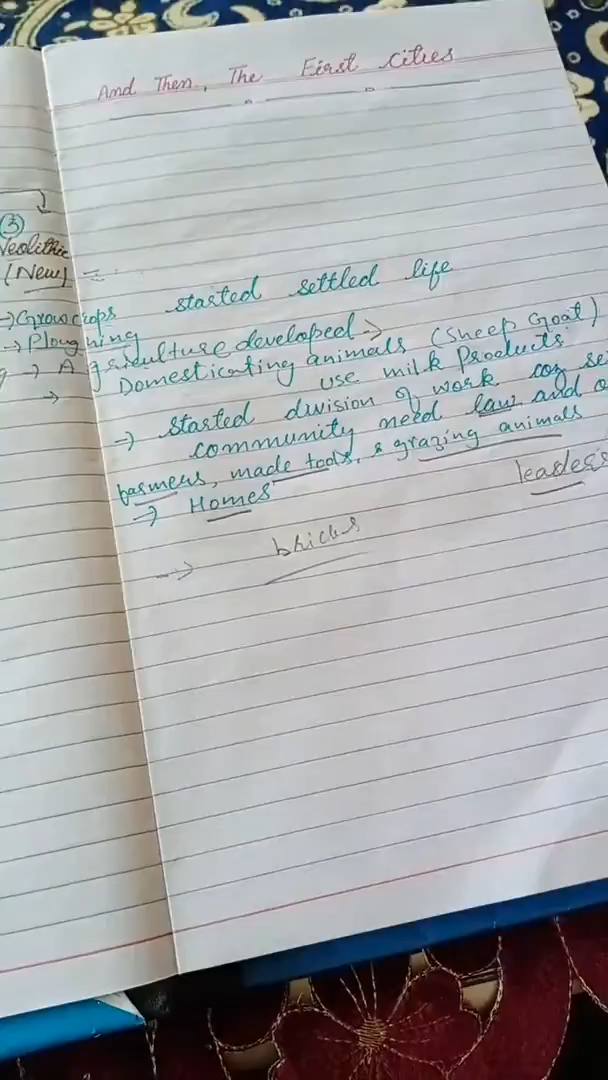 And Then, The First Cities
③
Neolithic
(New)
started settled life
→ Grow crops
→ Ploughing
→ Agriculture developed →
Domesticating animals (Sheep Goat)
use milk Products
→ started division of work coz
community need law and
farmers, made tools, & grazing animals
→ Homes
leaders
→ bricks